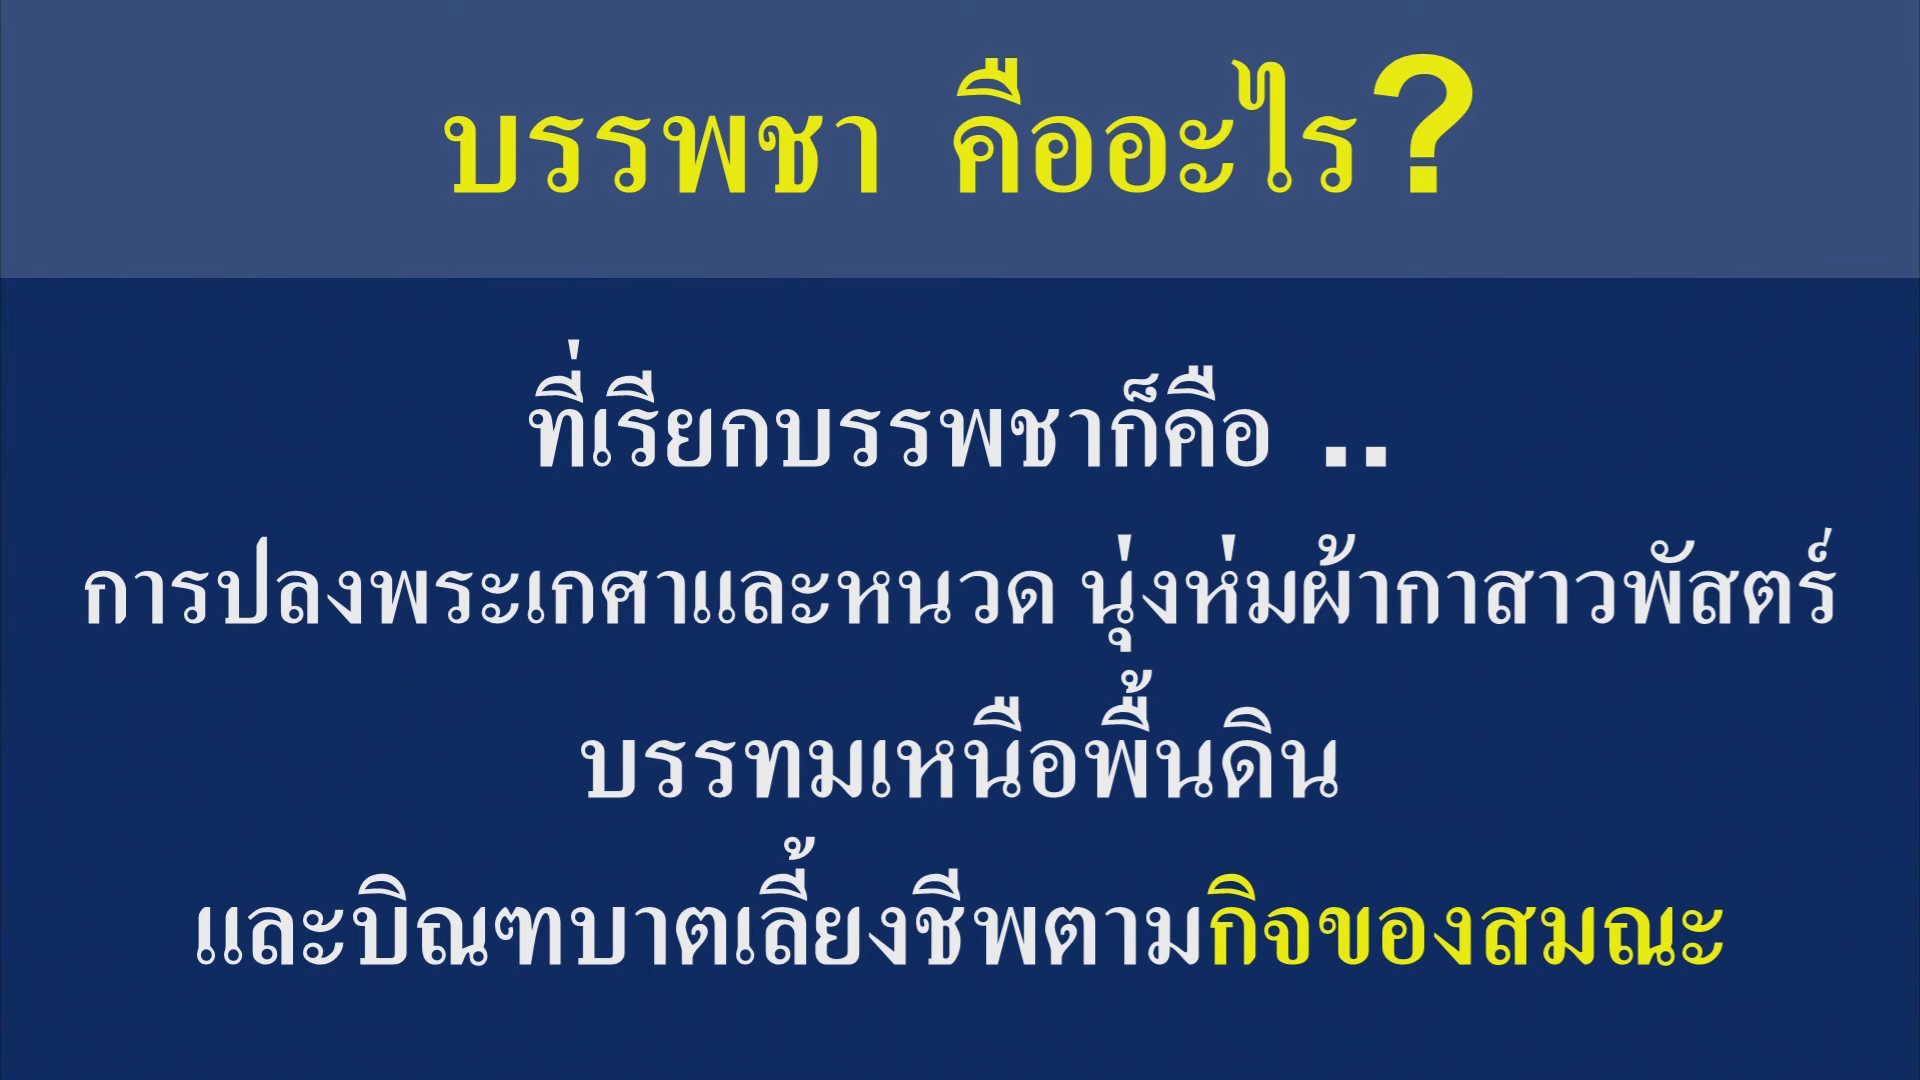 บรรพชา คืออะไร?
ที่เรียกบรรพชาก็คือ ..
การปลงพระเกศาและหนวด นุ่งห่มผ้ากาสาวพัสตร์
บรรทมเหนือพื้นดิน
และบิณฑบาตเลี้ยงชีพตามกิจของสมณะ